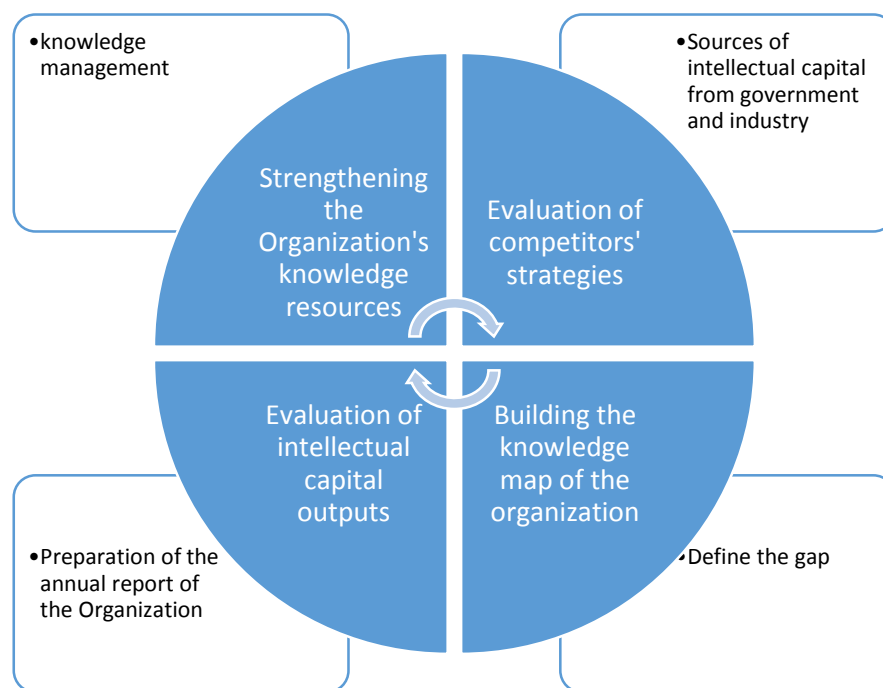 •knowledge
management
•Sources of
intellectual capital
from government
and industry
Strengthening
the
Organization's
knowledge
resources
Evaluation of
competitors'
strategies
Evaluation of
intellectual
capital
outputs
Building the
knowledge
map of the
organization
•Preparation of the
annual report of
the Organization
•Define the gap